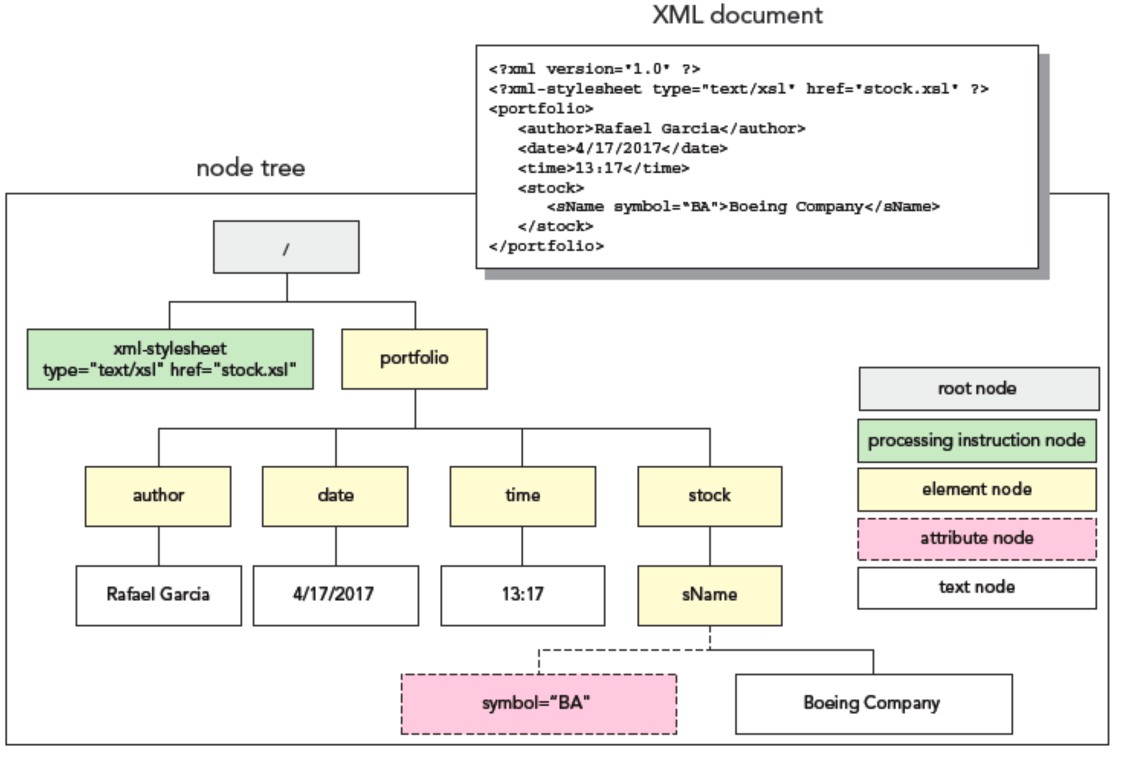 XML document
<?xml version="1.0" ?>
<?xml-stylesheet type="text/xsl" href="stock.xsl" ?>
<portfolio>
<author>Rafael Garcia</author>
<date>4/17/2017</date>
<time>13:17</time>
<stock>
<sName symbol="BA">Boeing Company</sName>
</stock>
</portfolio>
node tree
/
xml-stylesheet
type="text/xsl" href="stock.xsl"
portfolio
author
date
time
stock
Rafael Garcia
4/17/2017
13:17
sName
symbol=“BA"
Boeing Company
root node
processing instruction node
element node
attribute node
text node